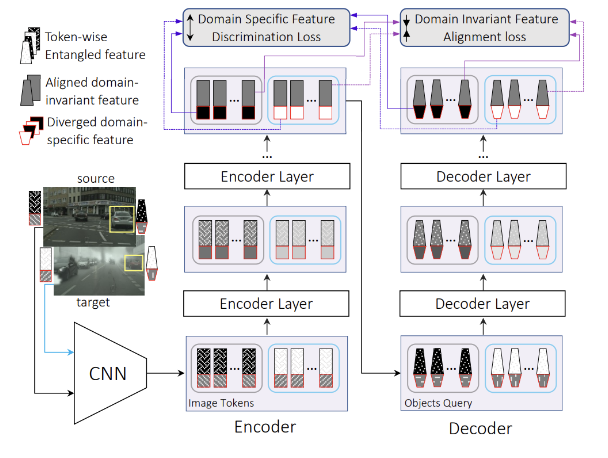 Token-wise
Entangled feature
Aligned domain-
invariant feature
Diverged domain-
specific feature
Domain Specific Feature
Discrimination Loss
Domain Invariant Feature
Alignment loss
...
...
...
...
...
...
Encoder Layer
Decoder Layer
source
target
...
...
...
...
Encoder Layer
Decoder Layer
CNN
...
...
...
...
Image Tokens
Objects Query
Encoder
Decoder